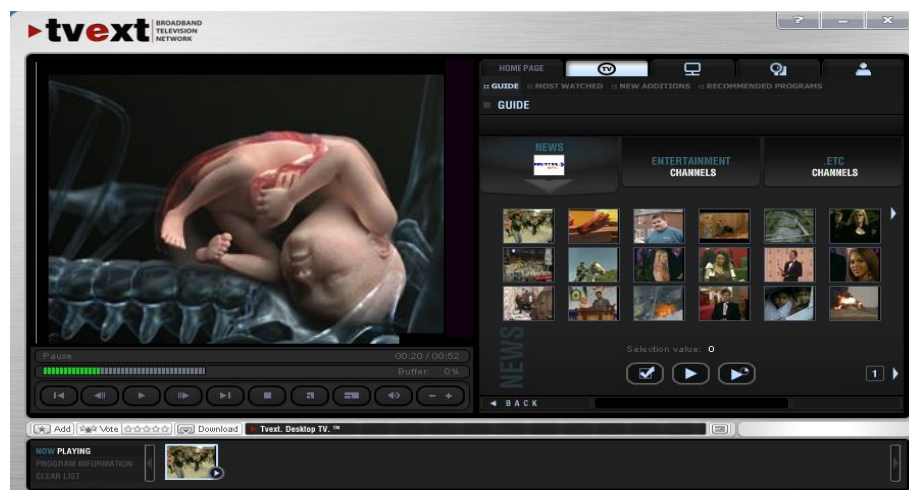 tvext
BROADBAND
TELEVISION
NETWORK
HOME PAGE
TV
:: GUIDE :: MOST WATCHED :: NEW ADDITIONS :: RECOMMENDED PROGRAMS
GUIDE
NEWS
ENTERTAINMENT
CHANNELS
.ETC
CHANNELS
NEWS
Selection value: 0
1
BACK
Pause 00:20 / 00:52
Buffer: 0%
Add Vote Download Tvext. Desktop TV. ™
NOW PLAYING
PROGRAM INFORMATION
CLEAR LIST